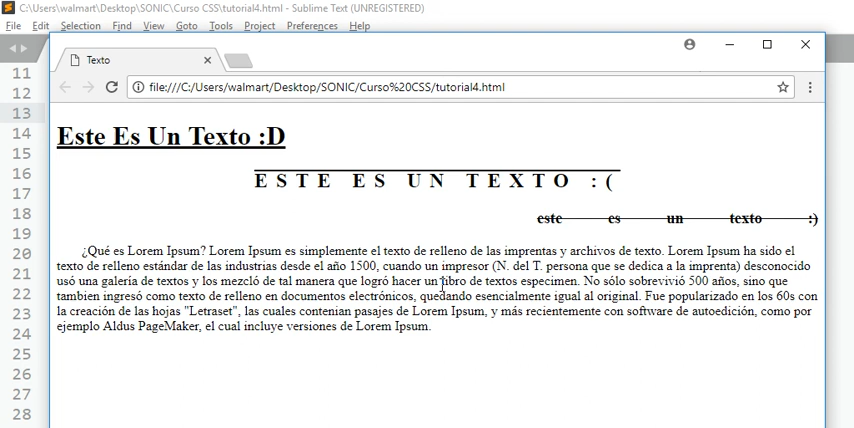 C:\Users\walmart\Desktop\SONIC\Curso CSS\tutorial4.html - Sublime Text (UNREGISTERED)
File Edit Selection Find View Goto Tools Project Preferences Help
Texto
file:///C:/Users/walmart/Desktop/SONIC/Curso%20CSS/tutorial4.html
11
12
13
14
15
16
17
18
19
20
21
22
23
24
25
26
27
28
Este Es Un Texto :D
ESTE ES UN TEXTO :(
este es un texto :)
¿Qué es Lorem Ipsum? Lorem Ipsum es simplemente el texto de relleno de las imprentas y archivos de texto. Lorem Ipsum ha sido el
texto de relleno estándar de las industrias desde el año 1500, cuando un impresor (N. del T. persona que se dedica a la imprenta) desconocido
usó una galería de textos y los mezcló de tal manera que logró hacer un libro de textos especimen. No sólo sobrevivió 500 años, sino que
tambien ingresó como texto de relleno en documentos electrónicos, quedando esencialmente igual al original. Fue popularizado en los 60s con
la creación de las hojas "Letraset", las cuales contenian pasajes de Lorem Ipsum, y más recientemente con software de autoedición, como por
ejemplo Aldus PageMaker, el cual incluye versiones de Lorem Ipsum.